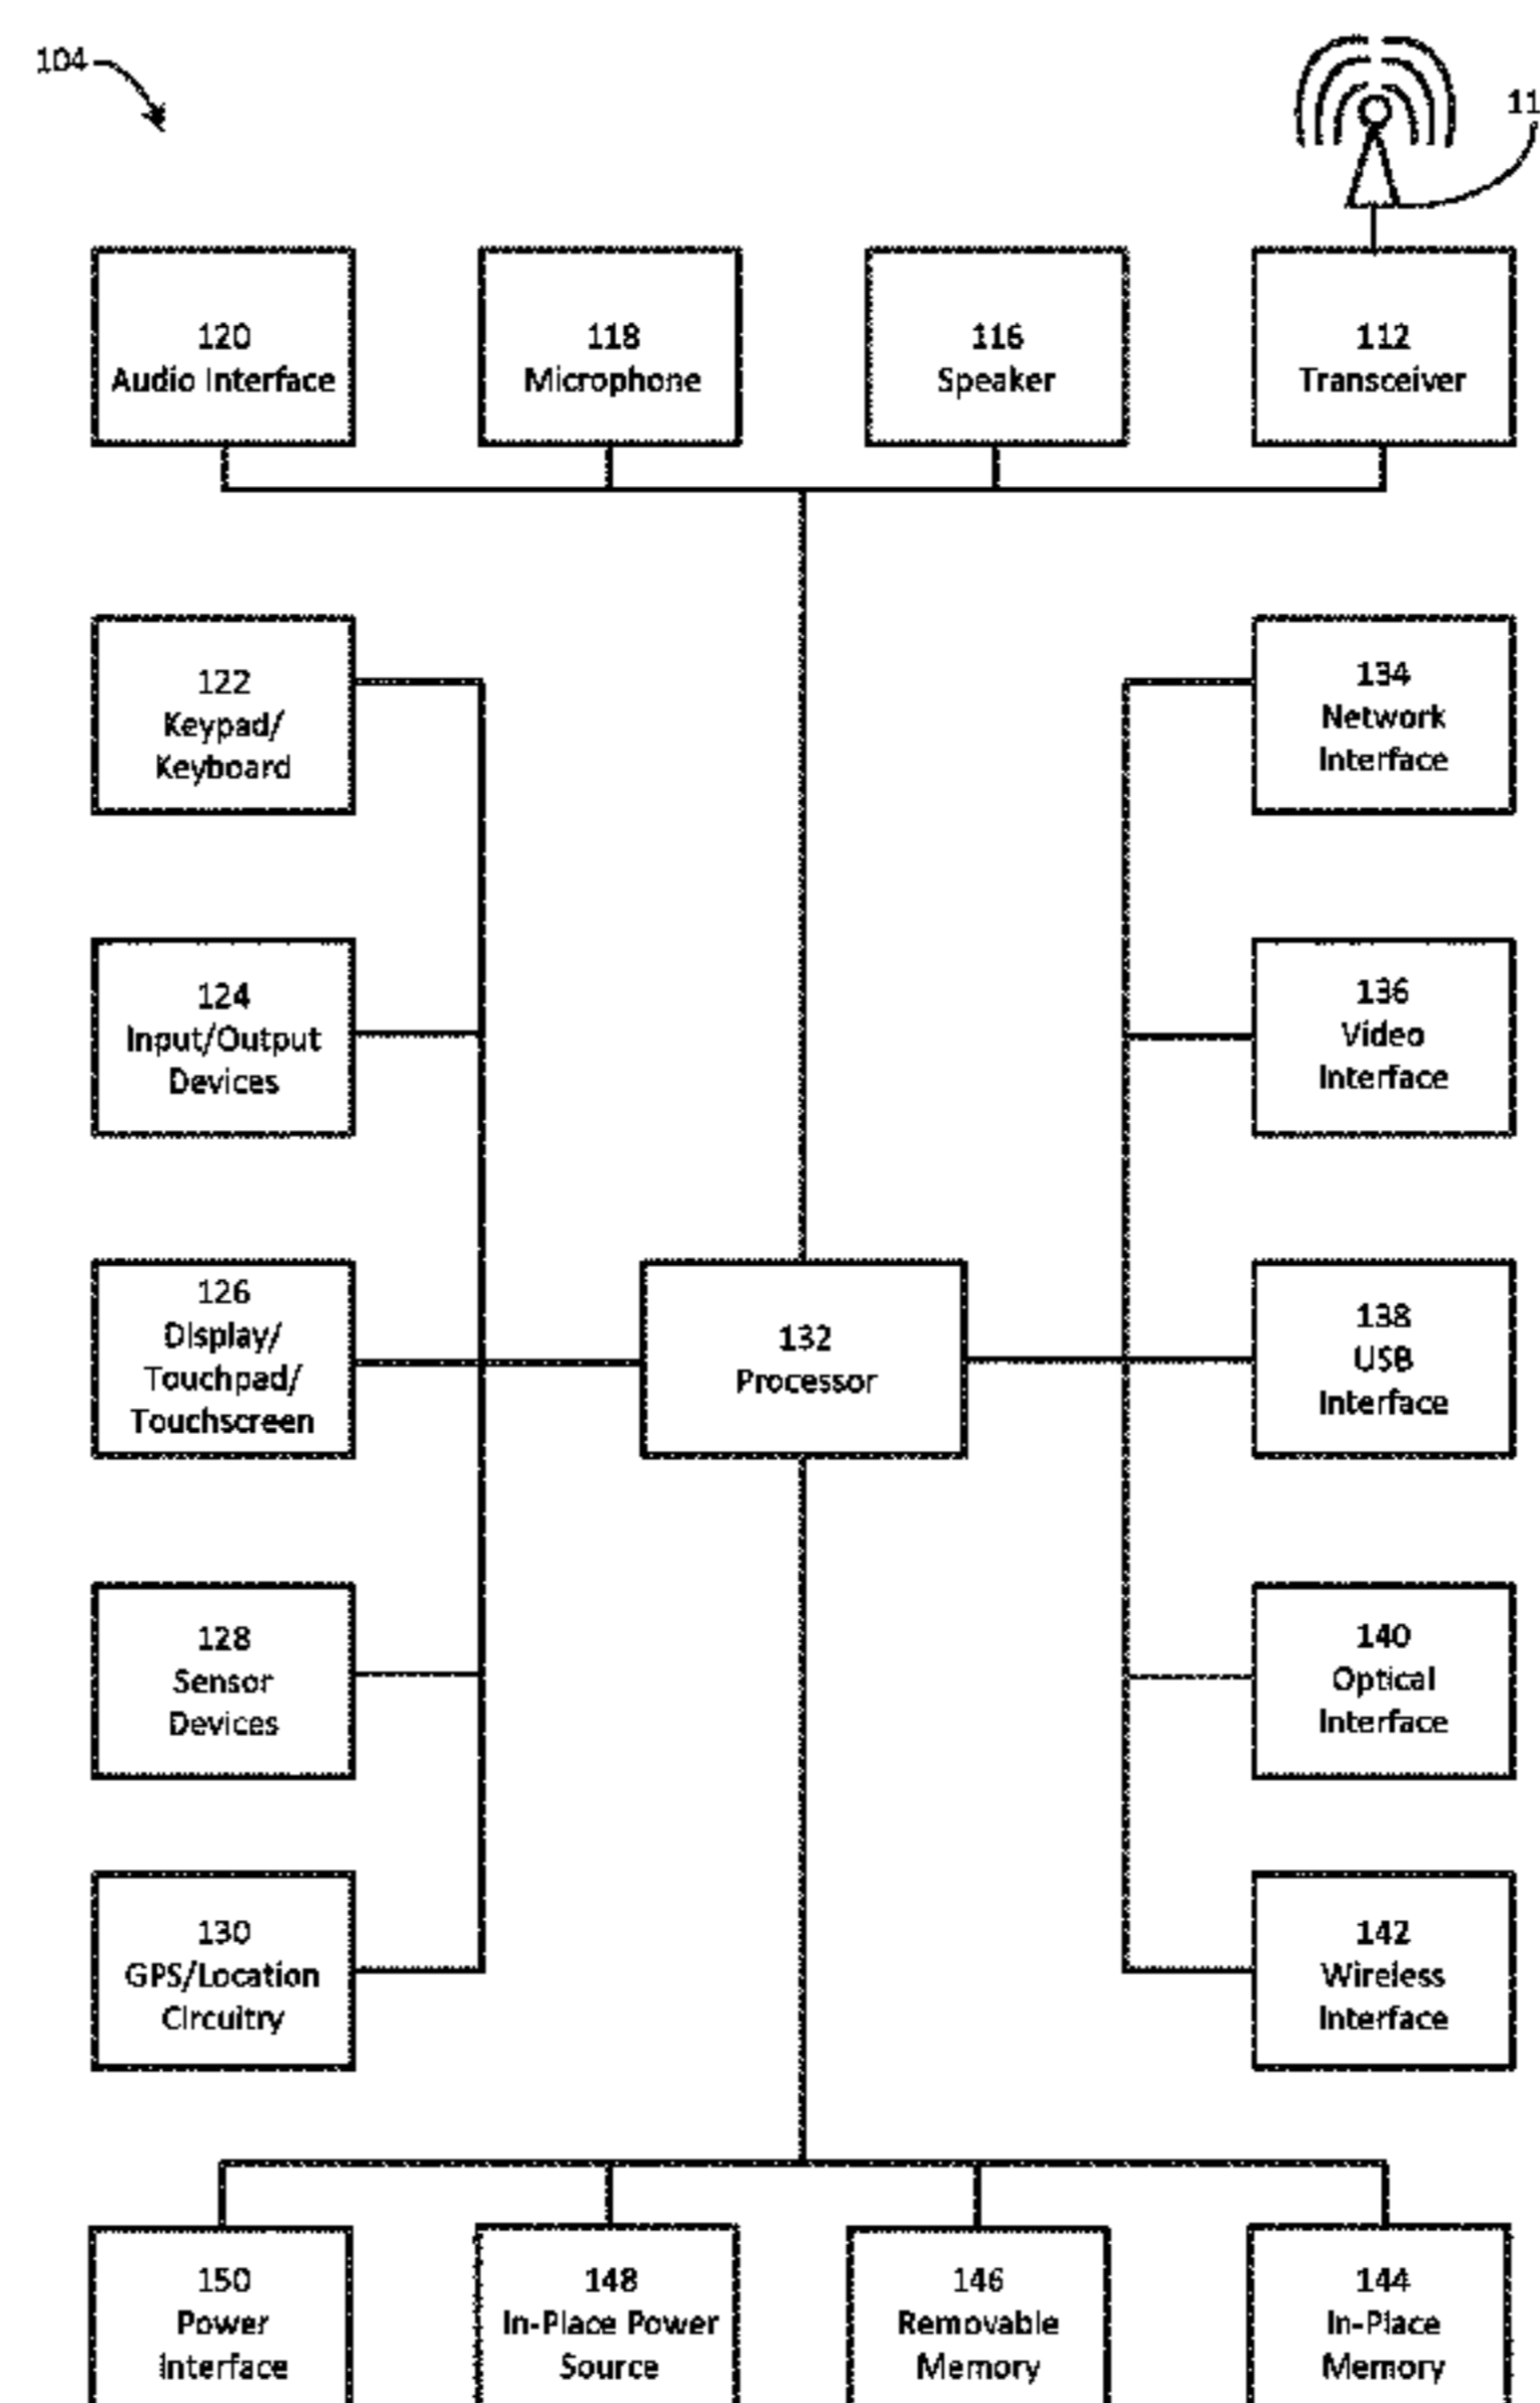 104
11
120
Audio Interface
118
Microphone
116
Speaker
112
Transceiver
122
Keypad/
Keyboard
134
Network
Interface
124
Input/Output
Devices
136
Video
Interface
126
Display/
Touchpad/
Touchscreen
132
Processor
138
USB
Interface
128
Sensor
Devices
140
Optical
Interface
130
GPS/Location
Circuitry
142
Wireless
Interface
150
Power
Interface
148
In-Place Power
Source
146
Removable
Memory
144
In-Place
Memory